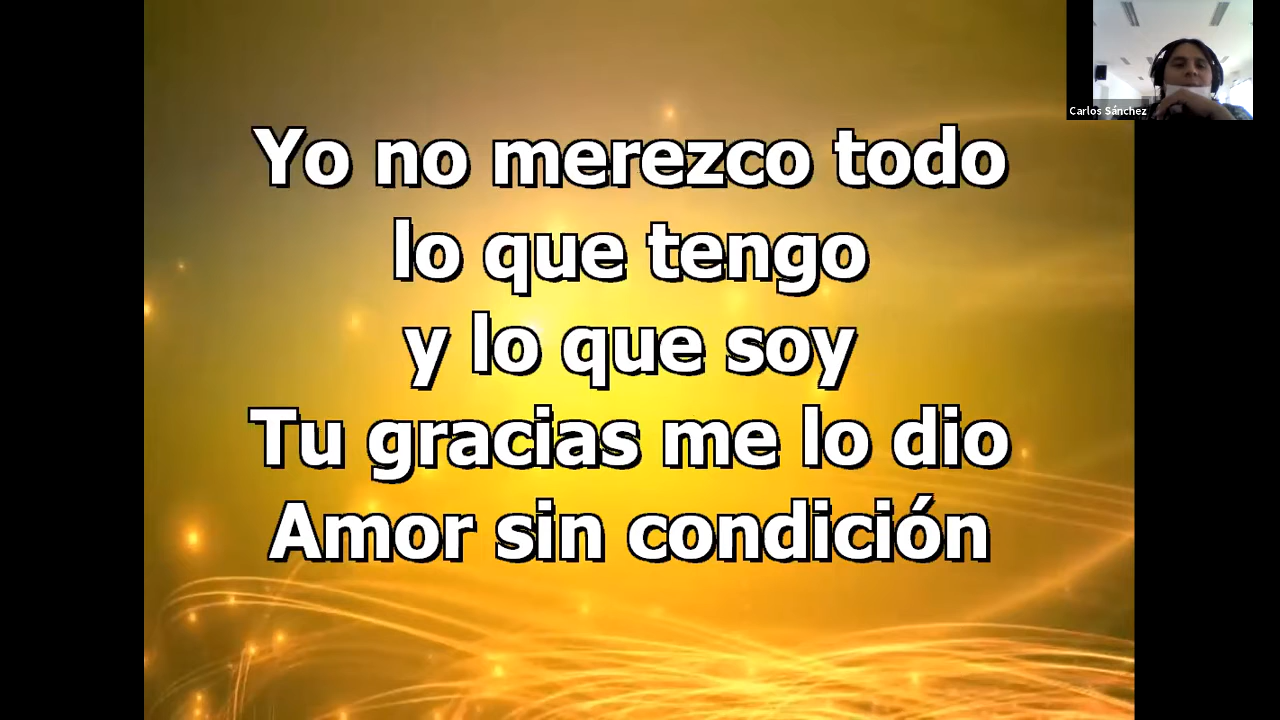 Carlos Sánchez
Yo no merezco todo
lo que tengo
y lo que soy
Tu gracias me lo dio
Amor sin condición